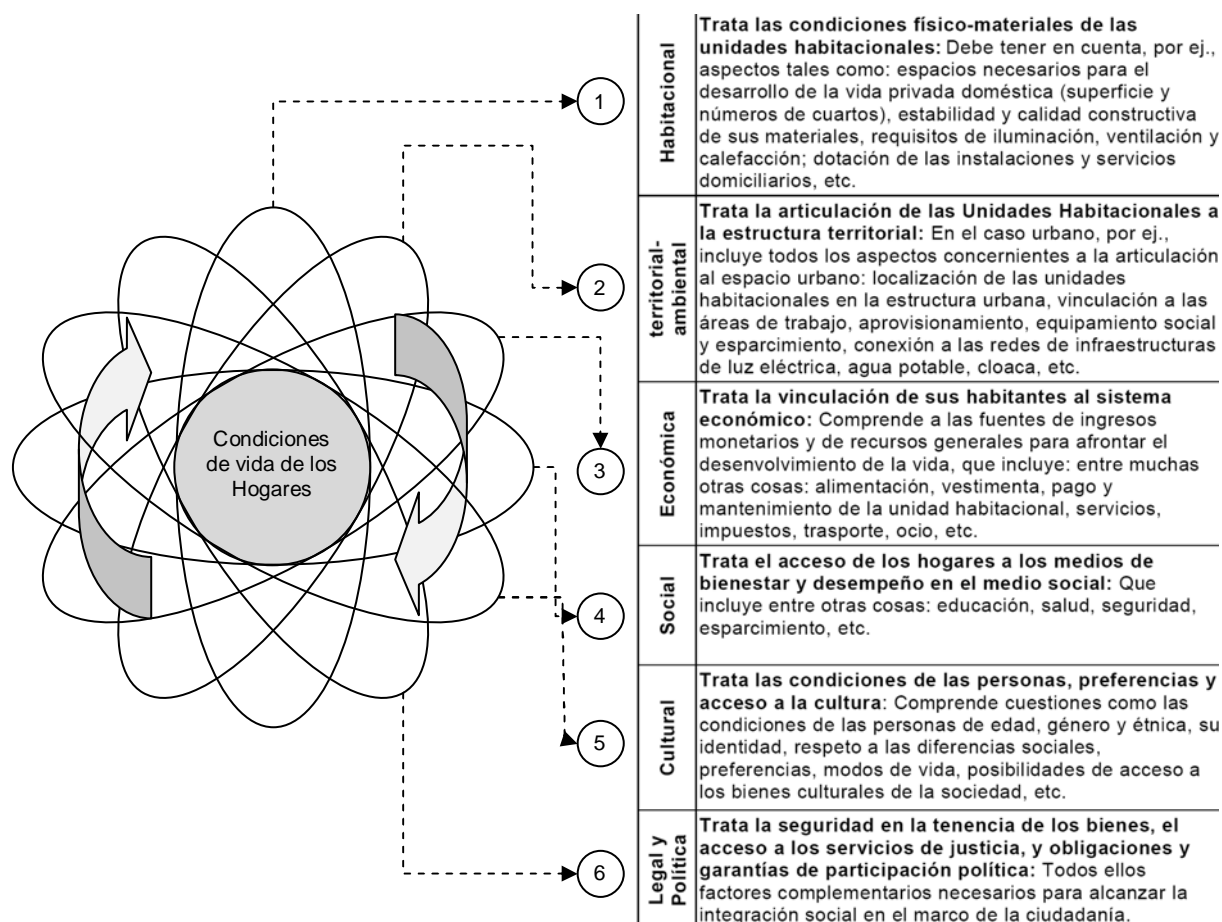 Condiciones
de vida de los
Hogares
1
2
3
4
5
6
Habitacional
Trata las condiciones físico-materiales de las
unidades habitacionales: Debe tener en cuenta, por ej.,
aspectos tales como: espacios necesarios para el
desarrollo de la vida privada doméstica (superficie y
números de cuartos), estabilidad y calidad constructiva
de sus materiales, requisitos de iluminación, ventilación y
calefacción; dotación de las instalaciones y servicios
domiciliarios, etc.
territorial-
ambiental
Trata la articulación de las Unidades Habitacionales a
la estructura territorial: En el caso urbano, por ej.,
incluye todos los aspectos concernientes a la articulación
al espacio urbano: localización de las unidades
habitacionales en la estructura urbana, vinculación a las
áreas de trabajo, aprovisionamiento, equipamiento social
y esparcimiento, conexión a las redes de infraestructuras
de luz eléctrica, agua potable, cloaca, etc.
Económica
Trata la vinculación de sus habitantes al sistema
económico: Comprende a las fuentes de ingresos
monetarios y de recursos generales para afrontar el
desenvolvimiento de la vida, que incluye: entre muchas
otras cosas: alimentación, vestimenta, pago y
mantenimiento de la unidad habitacional, servicios,
impuestos, trasporte, ocio, etc.
Social
Trata el acceso de los hogares a los medios de
bienestar y desempeño en el medio social: Que
incluye entre otras cosas: educación, salud, seguridad,
esparcimiento, etc.
Cultural
Trata las condiciones de las personas, preferencias y
acceso a la cultura: Comprende cuestiones como las
condiciones de las personas de edad, género y étnica, su
identidad, respeto a las diferencias sociales,
preferencias, modos de vida, posibilidades de acceso a
los bienes culturales de la sociedad, etc.
Legal y
Política
Trata la seguridad en la tenencia de los bienes, el
acceso a los servicios de justicia, y obligaciones y
garantías de participación política: Todos ellos
factores complementarios necesarios para alcanzar la
integración social en el marco de la ciudadanía.